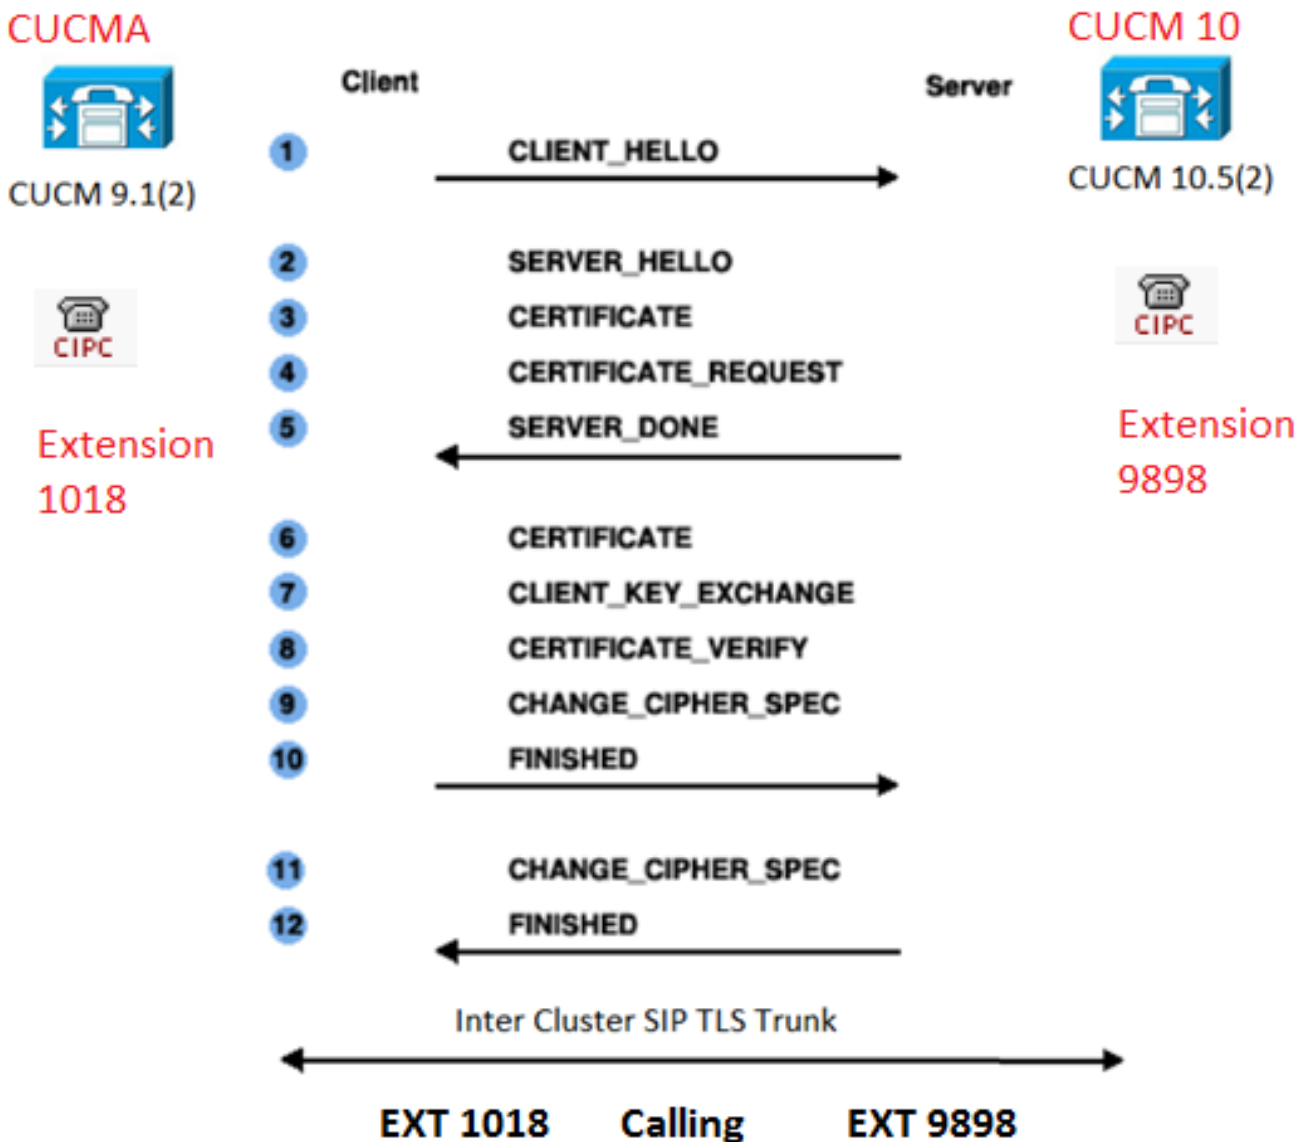 CUCMA
CUCM 10
Client
Server
1 CLIENT_HELLO
CUCM 9.1(2)
CUCM 10.5(2)
2 SERVER_HELLO
3 CERTIFICATE
CIPC
CIPC
4 CERTIFICATE_REQUEST
5 SERVER_DONE
Extension
1018
Extension
9898
6 CERTIFICATE
7 CLIENT_KEY_EXCHANGE
8 CERTIFICATE_VERIFY
9 CHANGE_CIPHER_SPEC
10 FINISHED
11 CHANGE_CIPHER_SPEC
12 FINISHED
Inter Cluster SIP TLS Trunk
EXT 1018 Calling EXT 9898